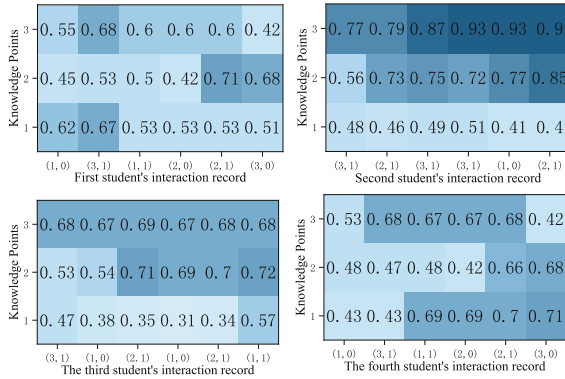 Knowledge Points
3 0.55 0.68 0.6 0.6 0.6 0.42
2 0.45 0.53 0.5 0.42 0.71 0.68
1 0.62 0.67 0.53 0.53 0.53 0.51
(1, 0) (3, 1) (1, 1) (2, 0) (2, 1) (3, 0)
First student's interaction record
Knowledge Points
3 0.77 0.79 0.87 0.93 0.93 0.9
2 0.56 0.73 0.75 0.72 0.77 0.85
1 0.48 0.46 0.49 0.51 0.41 0.4
(3, 1) (2, 1) (3, 1) (3, 1) (1, 0) (2, 1)
Second student's interaction record
Knowledge Points
3 0.68 0.67 0.69 0.67 0.68 0.68
2 0.53 0.54 0.71 0.69 0.7 0.72
1 0.47 0.38 0.35 0.31 0.34 0.57
(3, 1) (1, 0) (2, 1) (1, 0) (2, 1) (1, 1)
The third student's interaction record
Knowledge Points
3 0.53 0.68 0.67 0.67 0.68 0.42
2 0.48 0.47 0.48 0.42 0.66 0.68
1 0.43 0.43 0.69 0.69 0.7 0.71
(1, 0) (3, 1) (1, 1) (2, 0) (2, 1) (3, 0)
The fourth student's interaction record